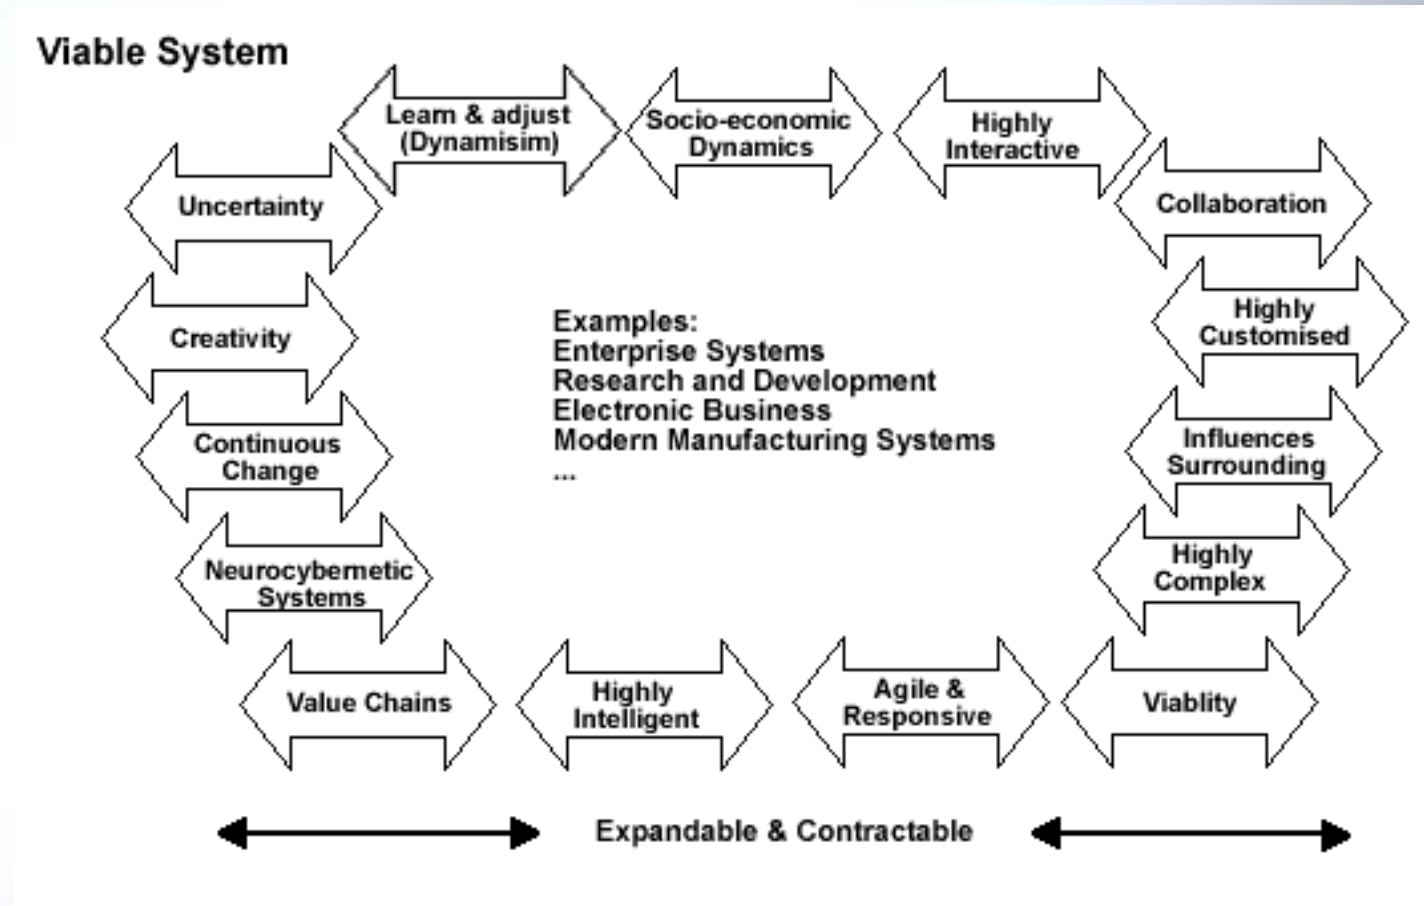 Viable System
Learn & adjust
(Dynamisim)
Socio-economic
Dynamics
Highly
Interactive
Uncertainty
Collaboration
Creativity
Highly
Customised
Examples:
Enterprise Systems
Research and Development
Electronic Business
Modern Manufacturing Systems
...
Continuous
Change
Influences
Surrounding
Neurocybernetic
Systems
Highly
Complex
Value Chains
Highly
Intelligent
Agile &
Responsive
Viablity
Expandable & Contractable